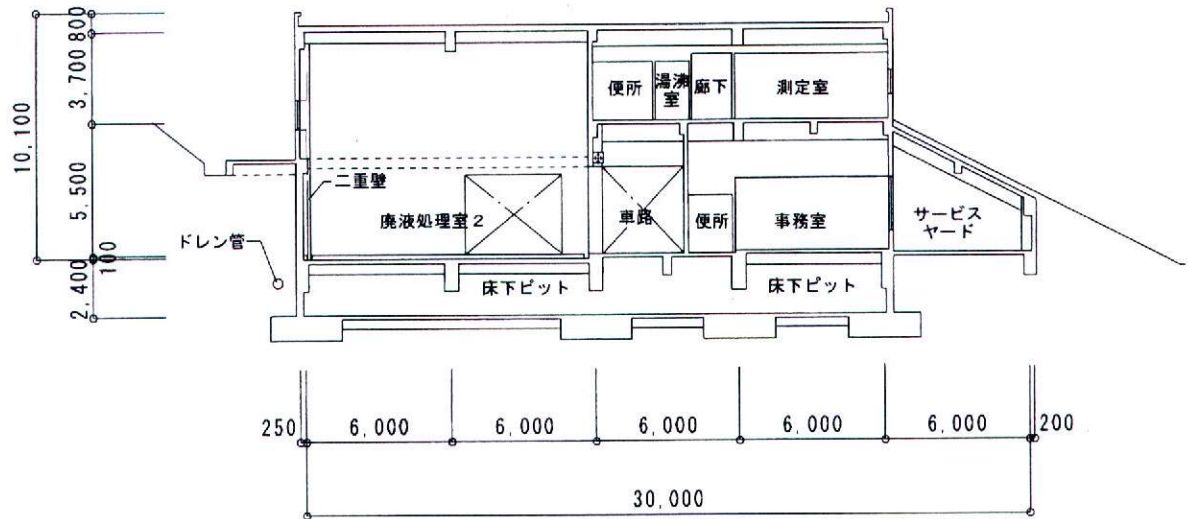 800
3,700
10,100
5,500
100
2,400
便所
湯沸
室
廊下
測定室
二重壁
廃液処理室2
車路
便所
事務室
サービス
ヤード
ドレン管
床下ピット
床下ピット
250
6,000
6,000
6,000
6,000
6,000
200
30,000